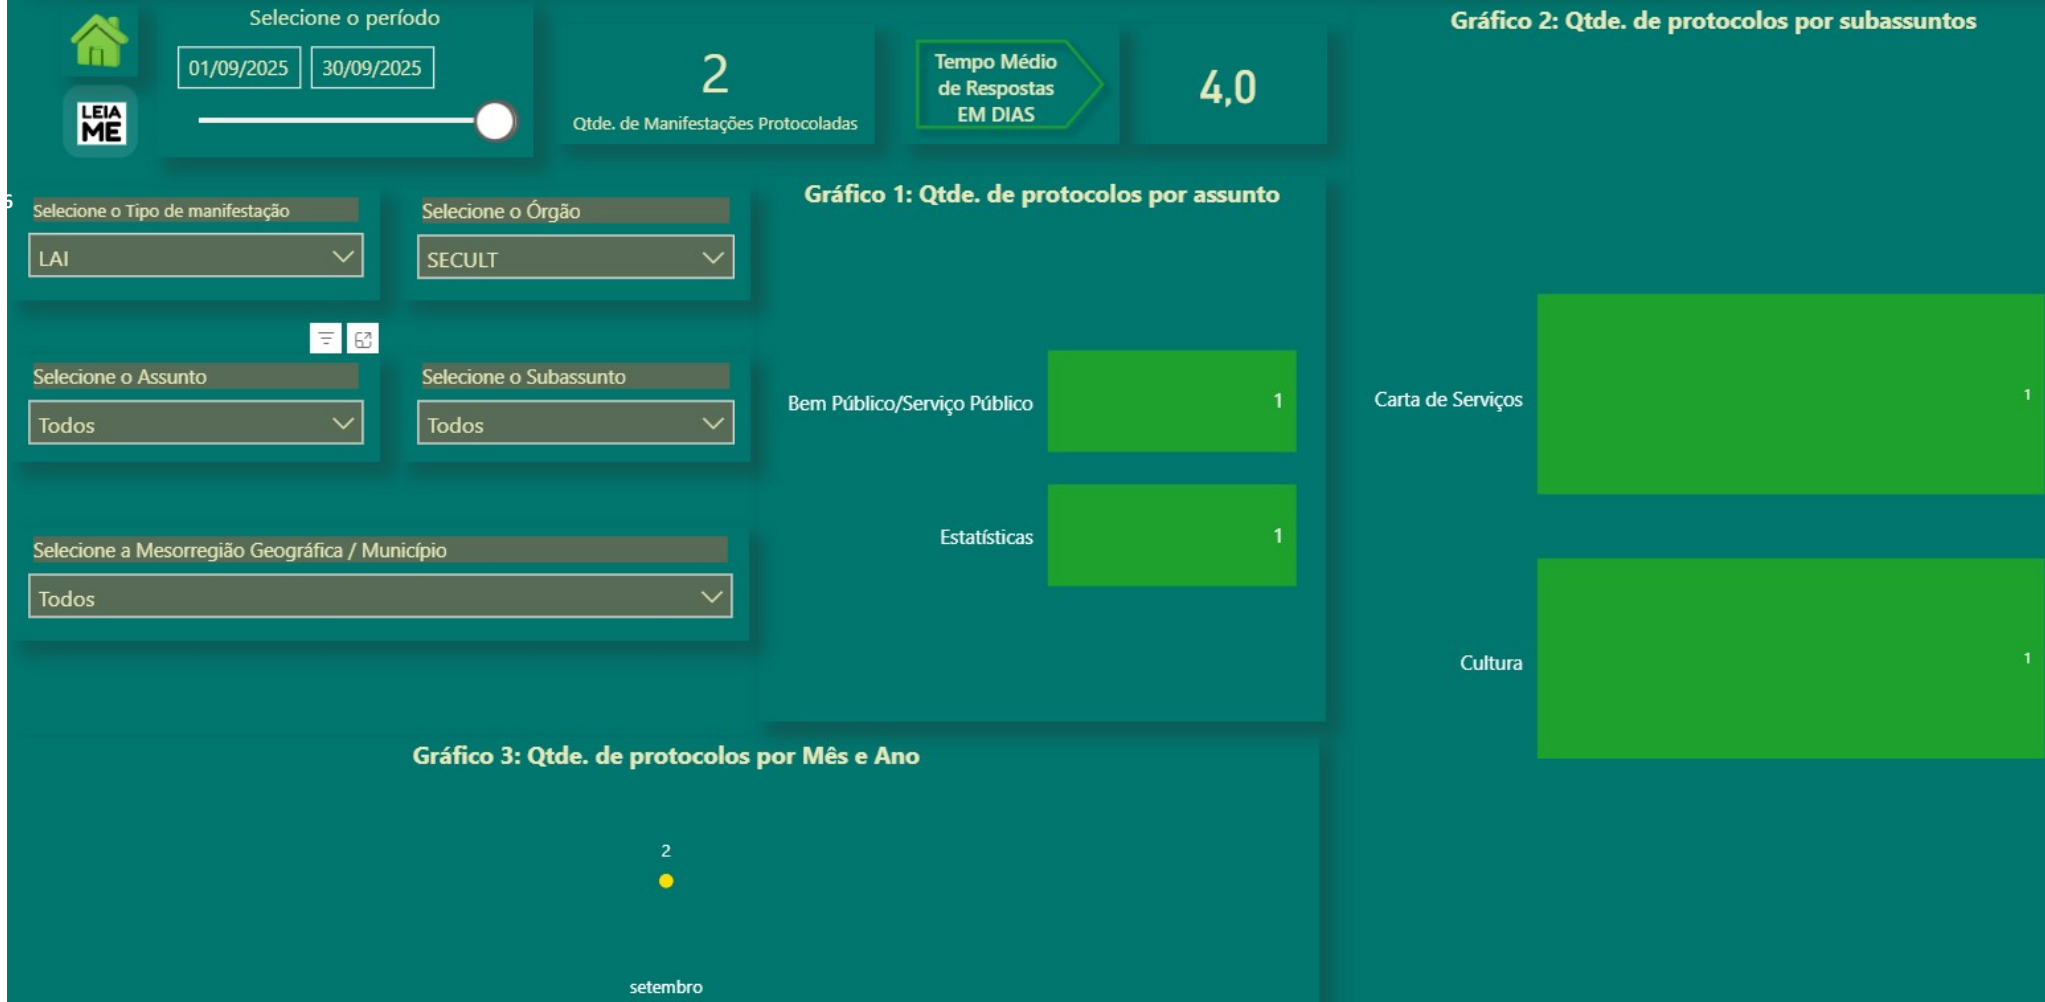 Selecione o período
01/09/2025
30/09/2025
LEIA
ME
2
Qtde. de Manifestações Protocoladas
Tempo Médio
de Respostas
EM DIAS
4,0
Gráfico 2: Qtde. de protocolos por subassuntos
6
Selecione o Tipo de manifestação
LAI
Selecione o Órgão
SECULT
Gráfico 1: Qtde. de protocolos por assunto
Selecione o Assunto
Todos
Selecione o Subassunto
Todos
Bem Público/Serviço Público
1
Carta de Serviços
1
Estatísticas
1
Selecione a Mesorregião Geográfica / Município
Todos
Cultura
1
Gráfico 3: Qtde. de protocolos por Mês e Ano
2
setembro